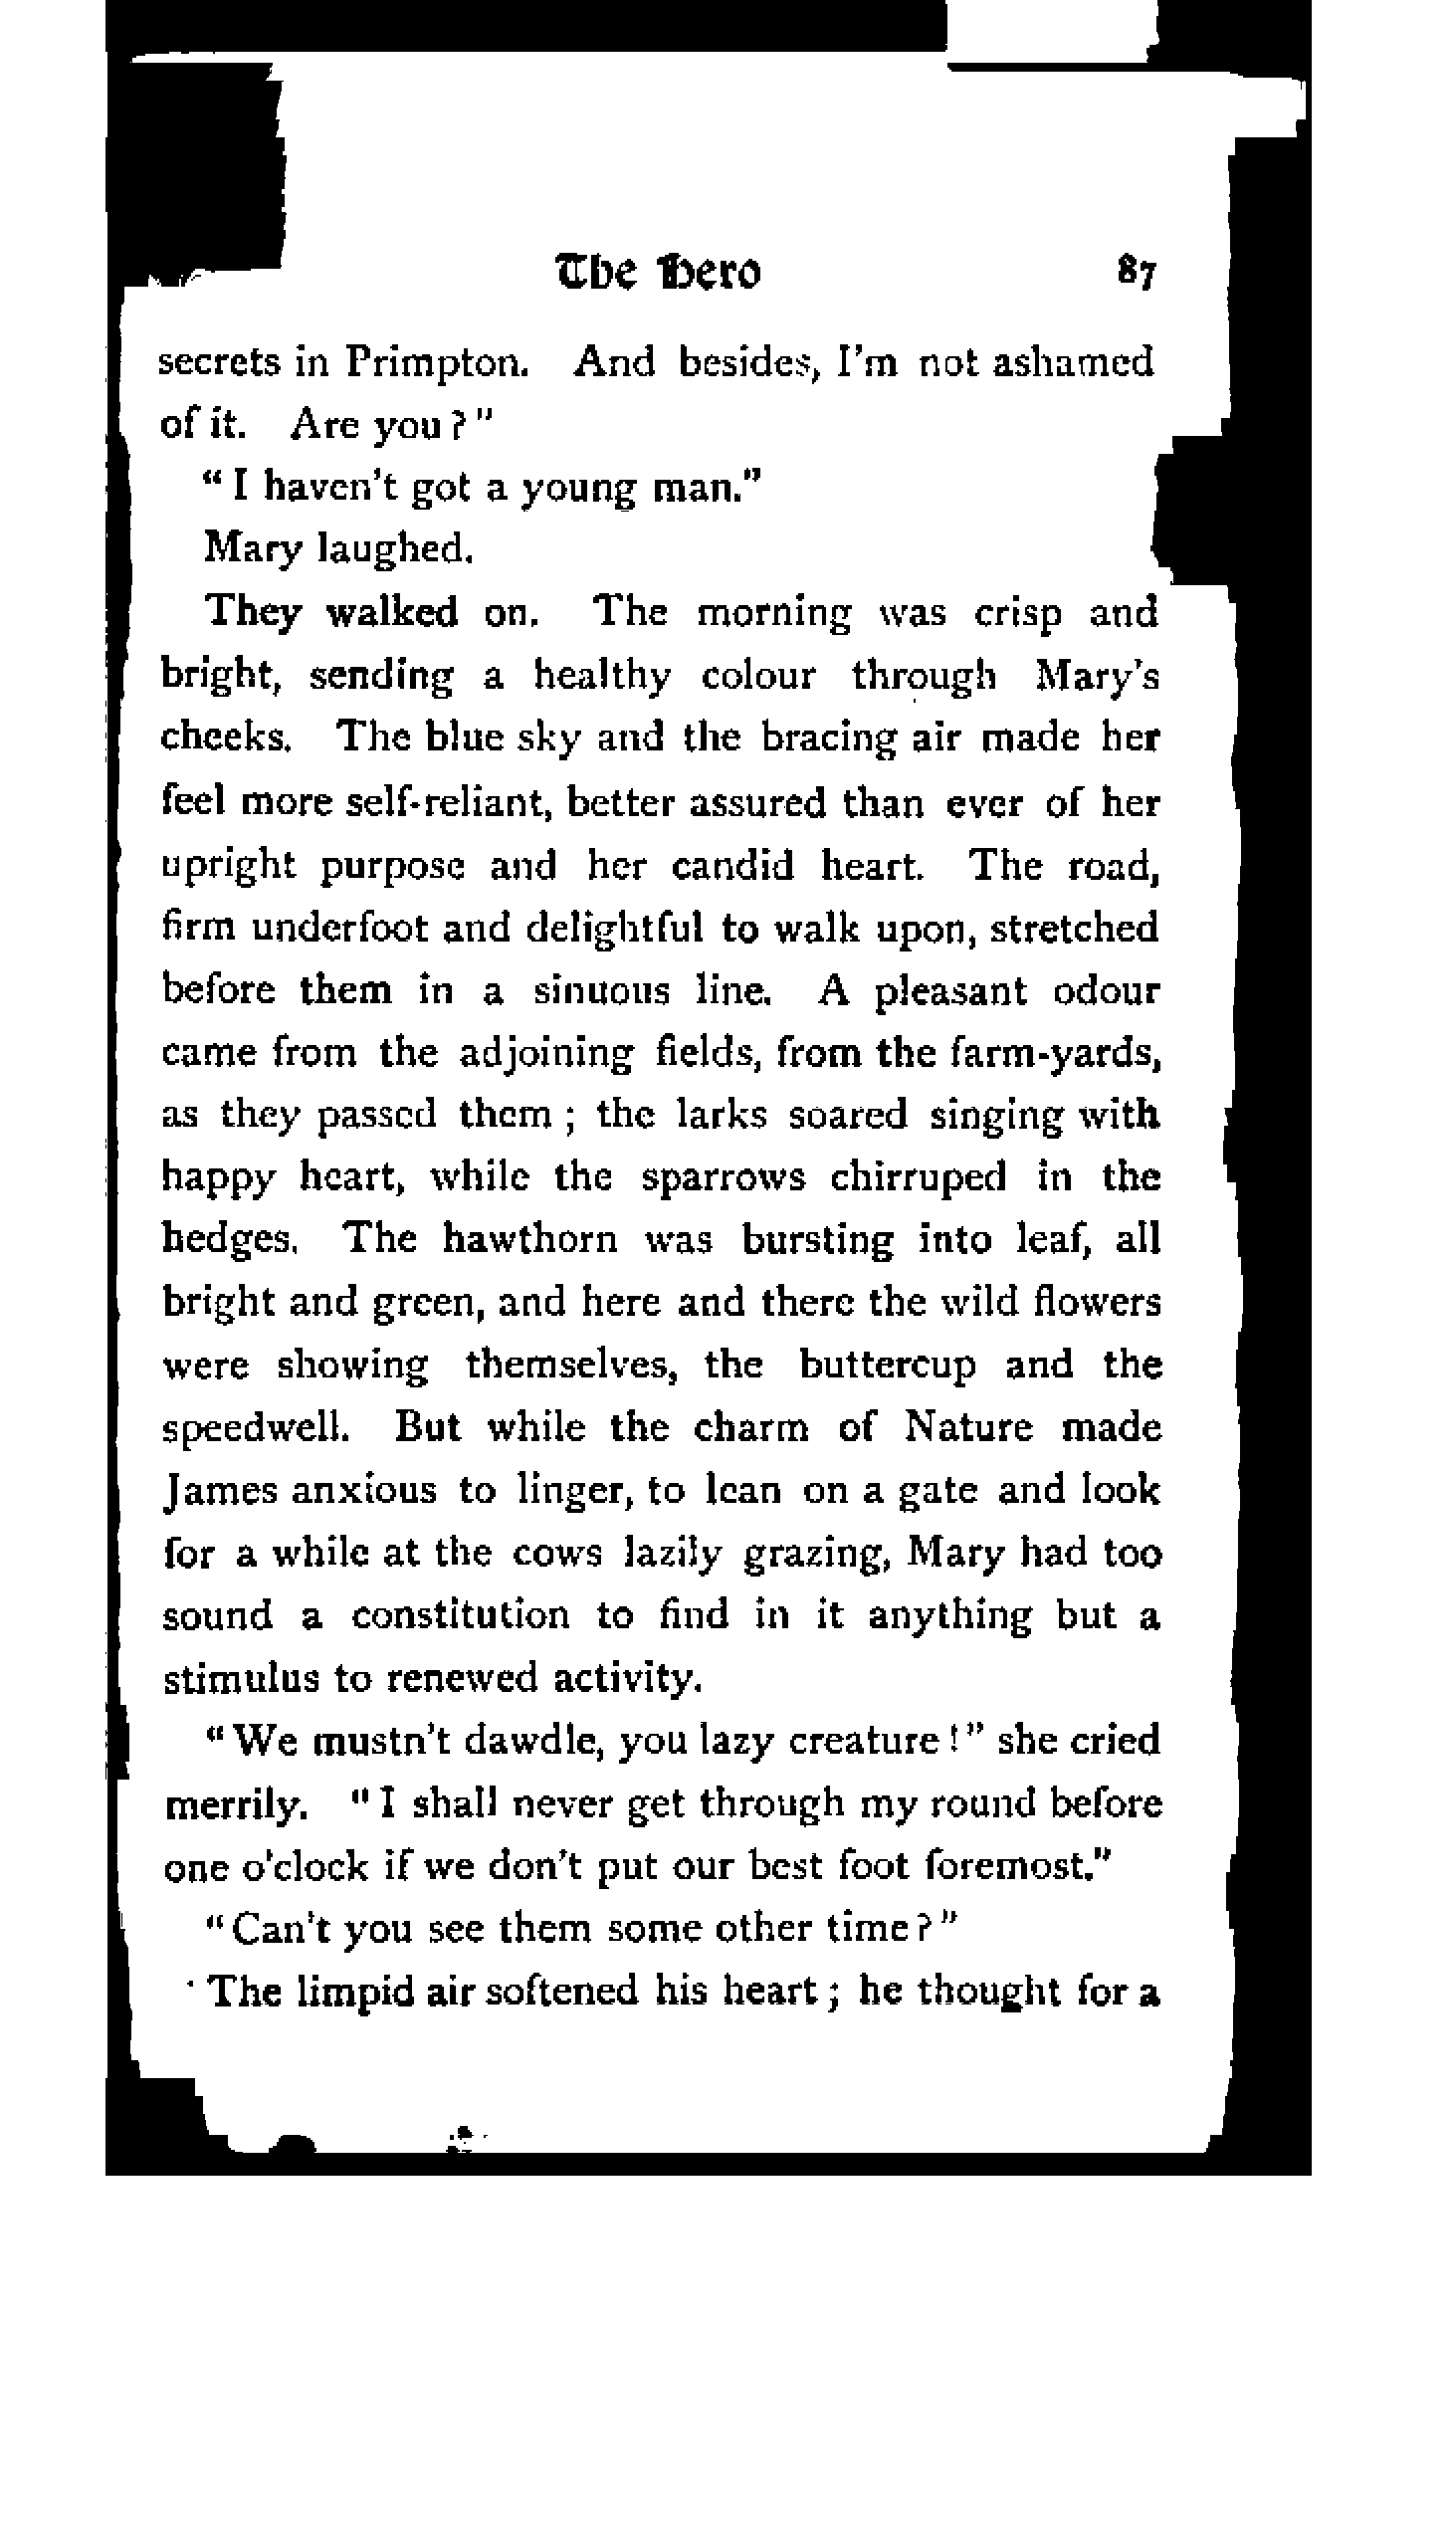 The Hero 87
secrets in Primpton. And besides, I'm not ashamed
of it. Are you?"
"I haven't got a young man."
Mary laughed.
They walked on. The morning was crisp and
bright, sending a healthy colour through Mary's
cheeks. The blue sky and the bracing air made her
feel more self-reliant, better assured than ever of her
upright purpose and her candid heart. The road,
firm underfoot and delightful to walk upon, stretched
before them in a sinuous line. A pleasant odour
came from the adjoining fields, from the farm-yards,
as they passed them; the larks soared singing with
happy heart, while the sparrows chirruped in the
hedges. The hawthorn was bursting into leaf, all
bright and green, and here and there the wild flowers
were showing themselves, the buttercup and the
speedwell. But while the charm of Nature made
James anxious to linger, to lean on a gate and look
for a while at the cows lazily grazing, Mary had too
sound a constitution to find in it anything but a
stimulus to renewed activity.
"We mustn't dawdle, you lazy creature!" she cried
merrily. "I shall never get through my round before
one o'clock if we don't put our best foot foremost."
"Can't you see them some other time?"
The limpid air softened his heart; he thought for a